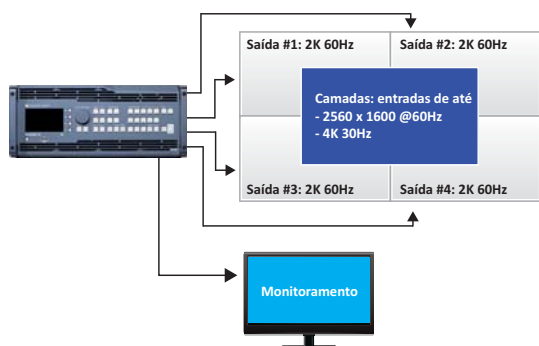 Saída #1: 2K 60Hz
Saída #2: 2K 60Hz
Camadas: entradas de até
- 2560 x 1600 @60Hz
- 4K 30Hz
Saída #3: 2K 60Hz
Saída #4: 2K 60Hz
Monitoramento